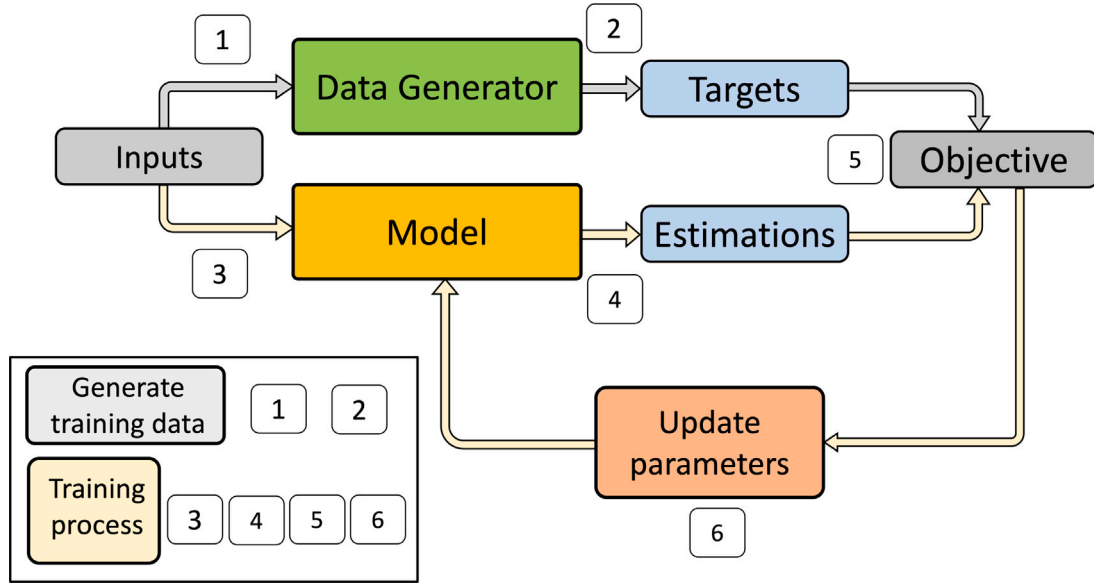 1
2
Data Generator
Targets
Inputs
5
Objective
Model
Estimations
3
4
Generate
training data
1
2
Update
parameters
Training
process
3
4
5
6
6